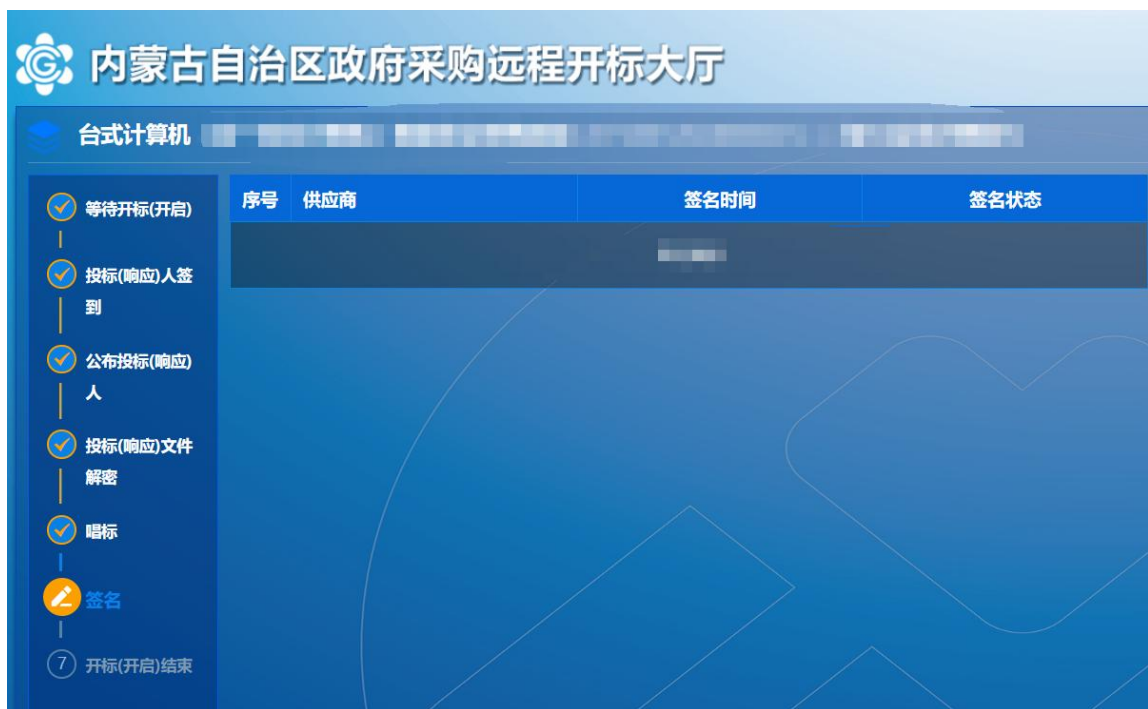 内蒙古自治区政府采购远程开标大厅
台式计算机
等待开标(开启)
投标(响应)人签
到
公布投标(响应)
人
投标(响应)文件
解密
唱标
签名
7 开标(开启)结束
序号 供应商 签名时间 签名状态